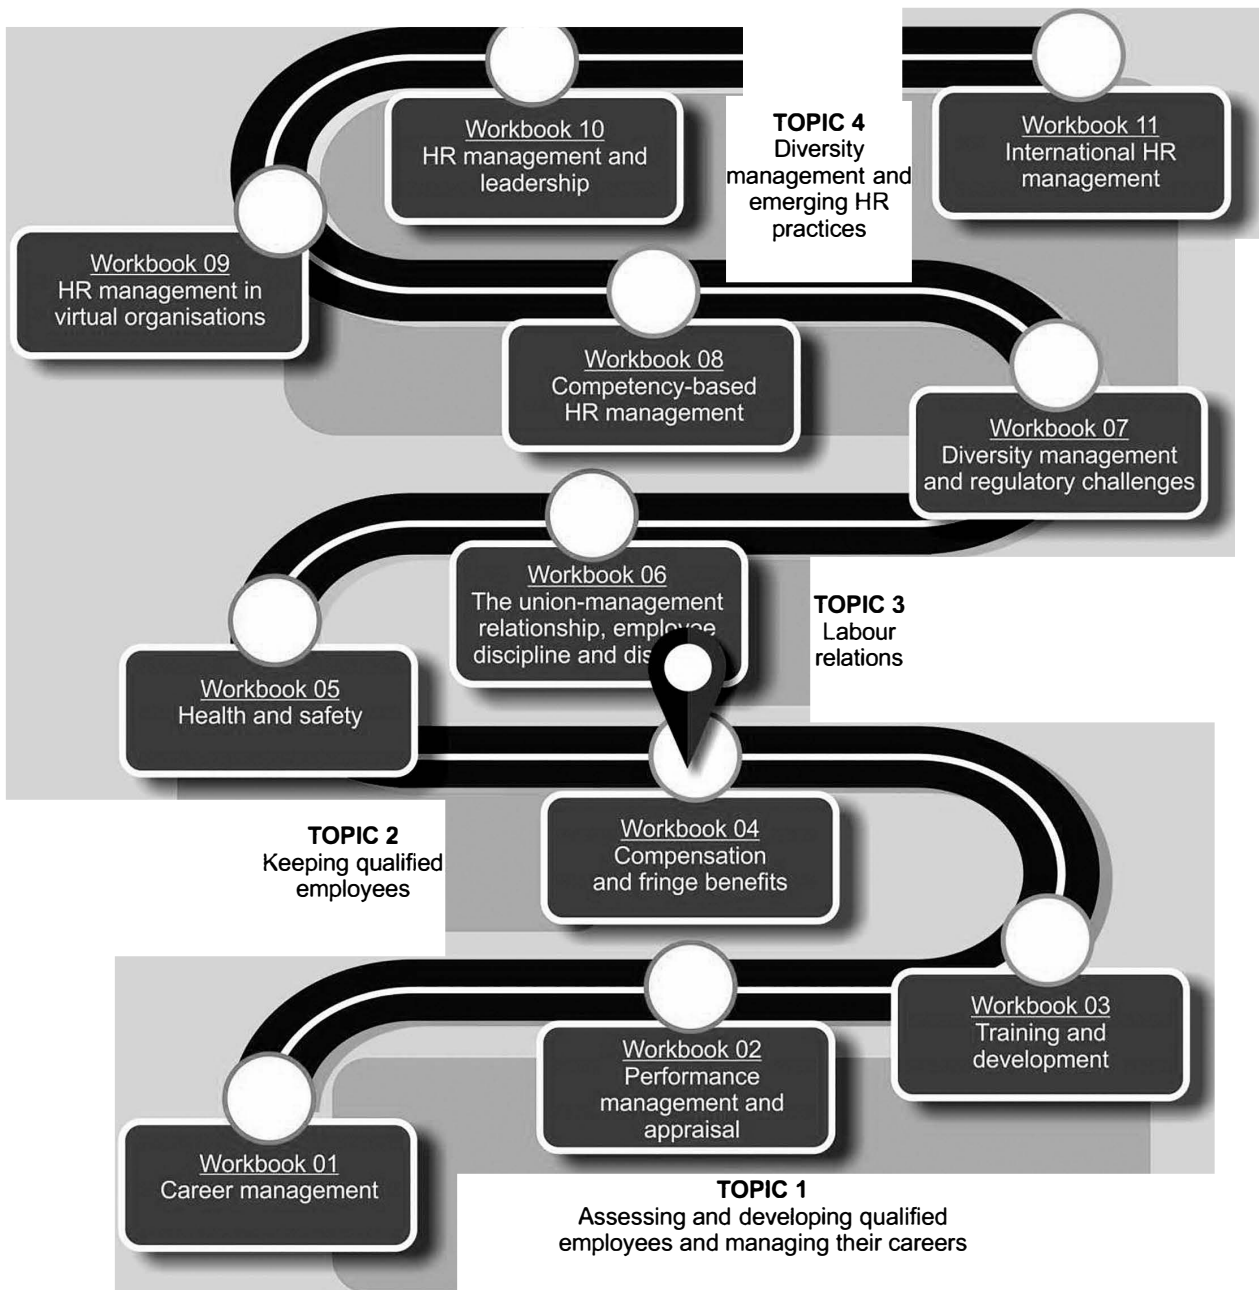 Workbook 10
HR management and
leadership
TOPIC 4
Diversity
management and
emerging HR
practices
Workbook 11
International HR
management
Workbook 09
HR management in
virtual organisations
Workbook 08
Competency-based
HR management
Workbook 07
Diversity management
and regulatory challenges
Workbook 06
The union-management
relationship, employee
discipline and
TOPIC 3
Labour
relations
Workbook 05
Health and safety
TOPIC 2
Keeping qualified
employees
Workbook 04
Compensation
and fringe benefits
Workbook 03
Training and
development
Workbook 02
Performance
management and
appraisal
Workbook 01
Career management
TOPIC 1
Assessing and developing qualified
employees and managing their careers